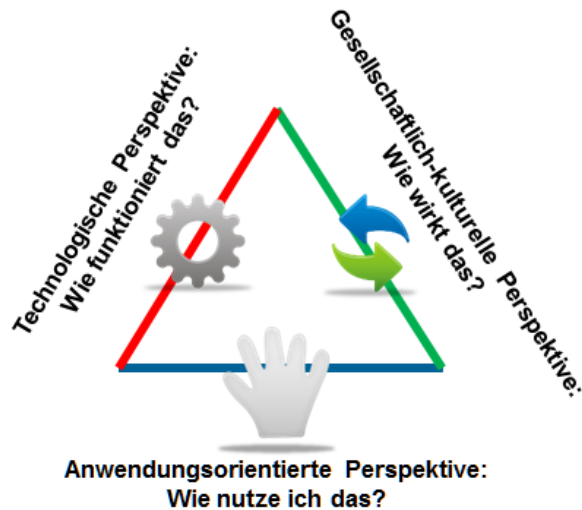 Technologische Perspektive:
Wie funktioniert das?
Gesellschaftlich-kulturelle Perspektive:
Wie wirkt das?
Anwendungsorientierte Perspektive:
Wie nutze ich das?